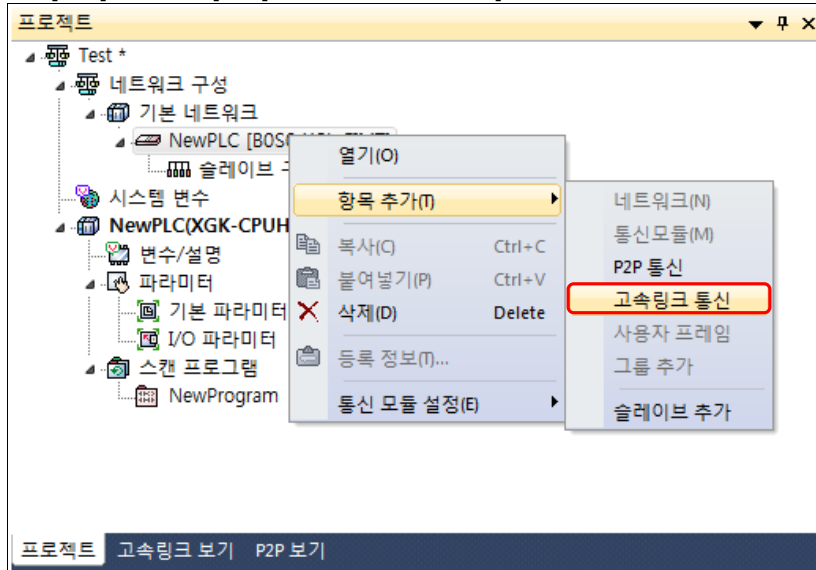 프로젝트
Test *
네트워크 구성
기본 네트워크
NewPLC [B0S0
슬레이브
시스템 변수
NewPLC(XGK-CPUH
변수/설명
파라미터
기본 파라미터
I/O 파라미터
스캔 프로그램
NewProgram
열기(O)
항목 추가(T)
복사(C) Ctrl+C
붙여넣기(P) Ctrl+V
삭제(D) Delete
등록 정보(T)...
통신 모듈 설정(E)
네트워크(N)
통신모듈(M)
P2P 통신
고속링크 통신
사용자 프레임
그룹 추가
슬레이브 추가
프로젝트 고속링크 보기 P2P 보기